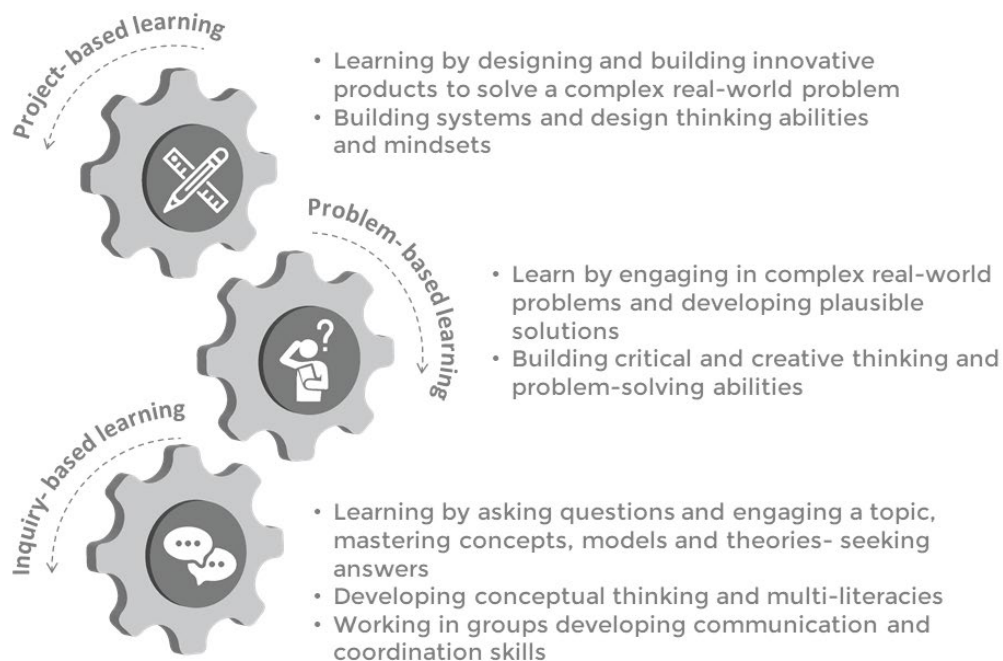 Project- based learning
• Learning by designing and building innovative
products to solve a complex real-world problem
• Building systems and design thinking abilities
and mindsets
Problem- based learning
• Learn by engaging in complex real-world
problems and developing plausible
solutions
• Building critical and creative thinking and
problem-solving abilities
Inquiry- based learning
• Learning by asking questions and engaging a topic,
mastering concepts, models and theories- seeking
answers
• Developing conceptual thinking and multi-literacies
• Working in groups developing communication and
coordination skills